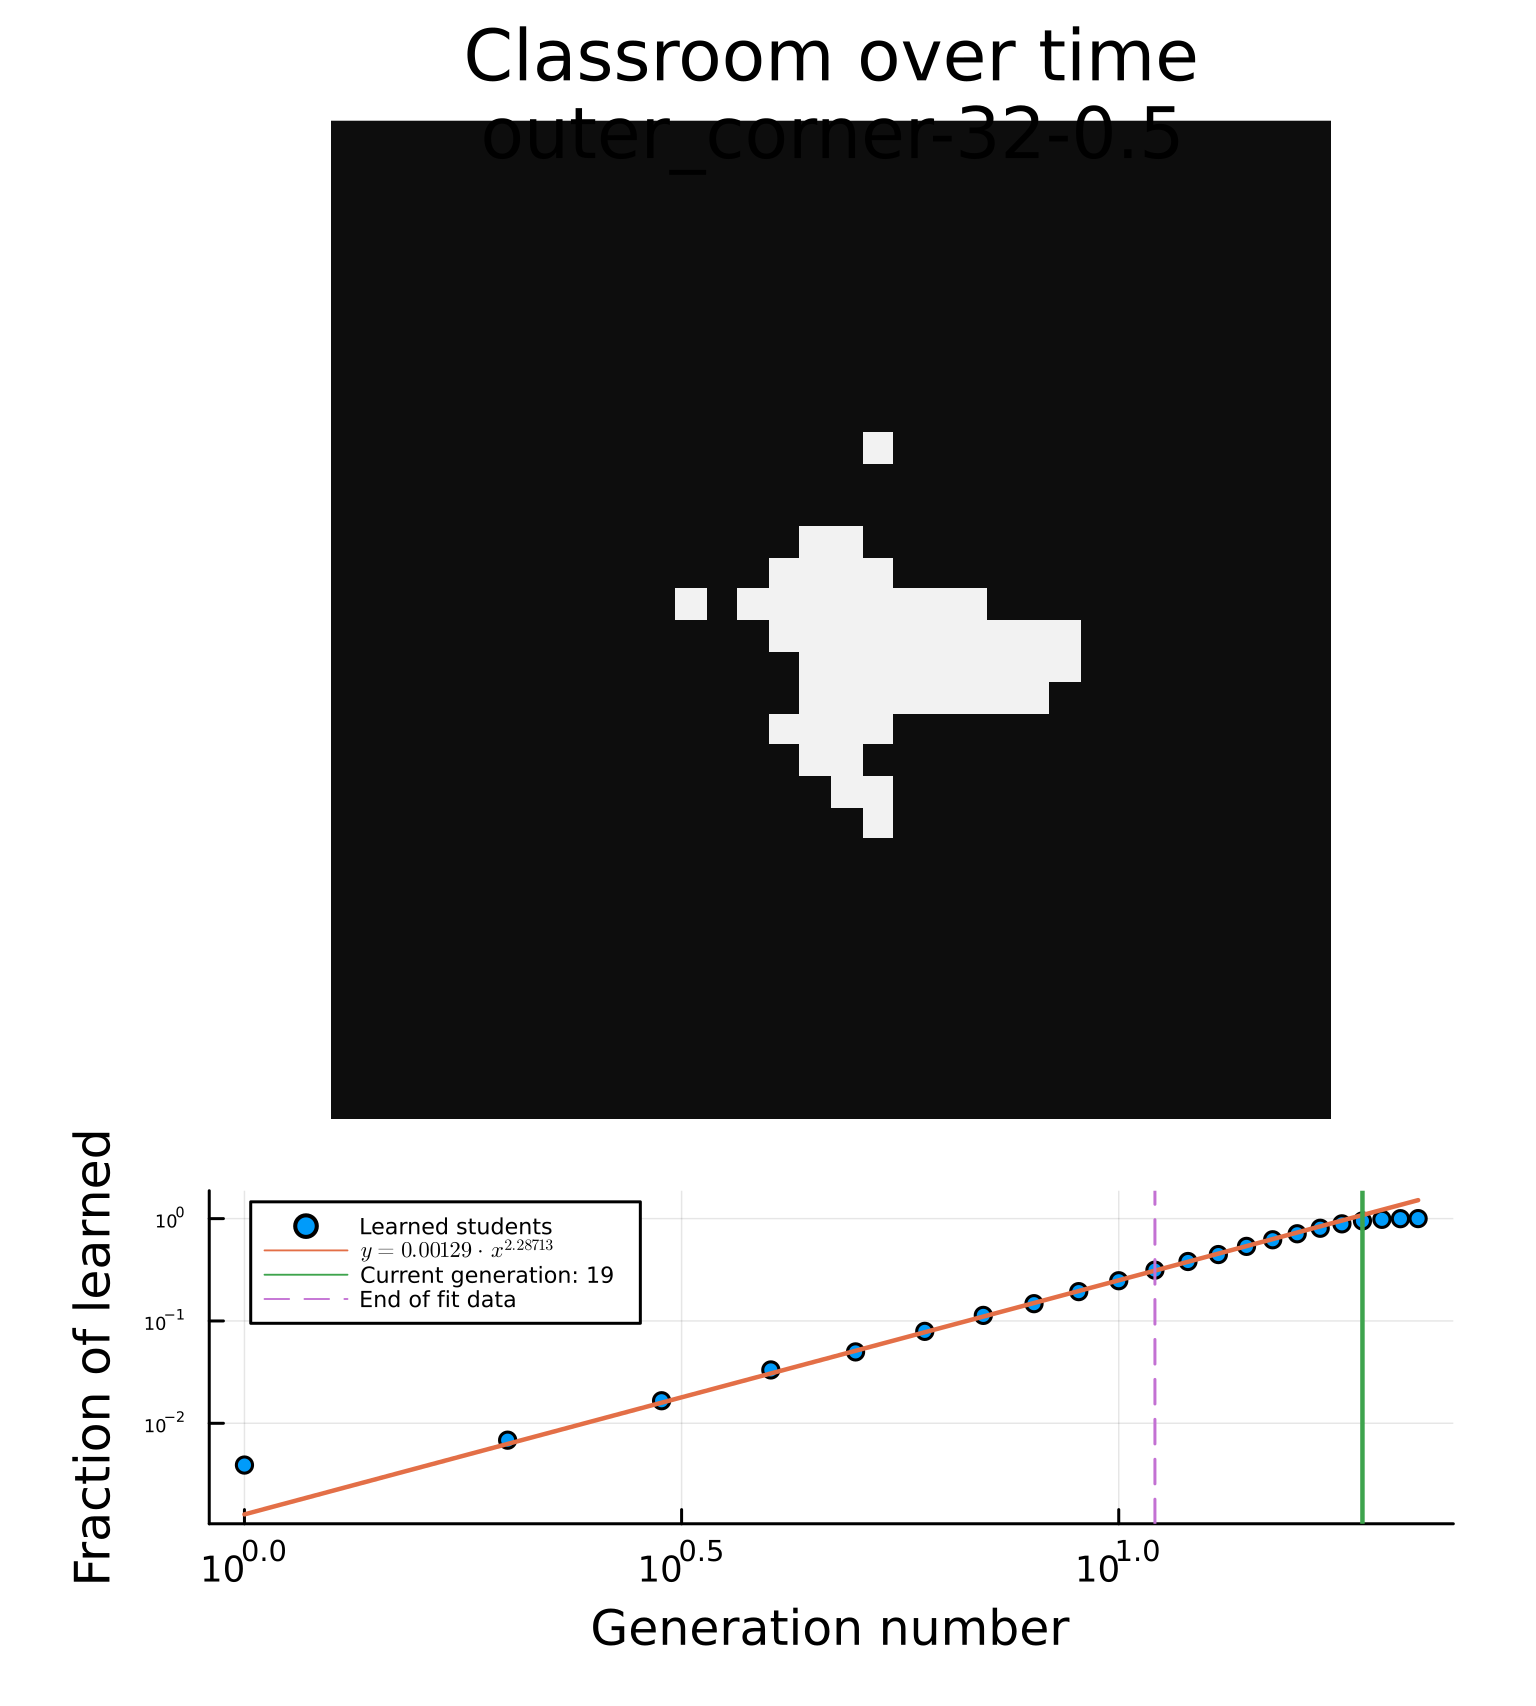 Classroom over time
outer_corner-32-0.5
Fraction of learned
10^0
10^−1
10^−2
Learned students
y = 0.00129 · x^2.28713
Current generation: 19
End of fit data
10^0.0 10^0.5 10^1.0
Generation number